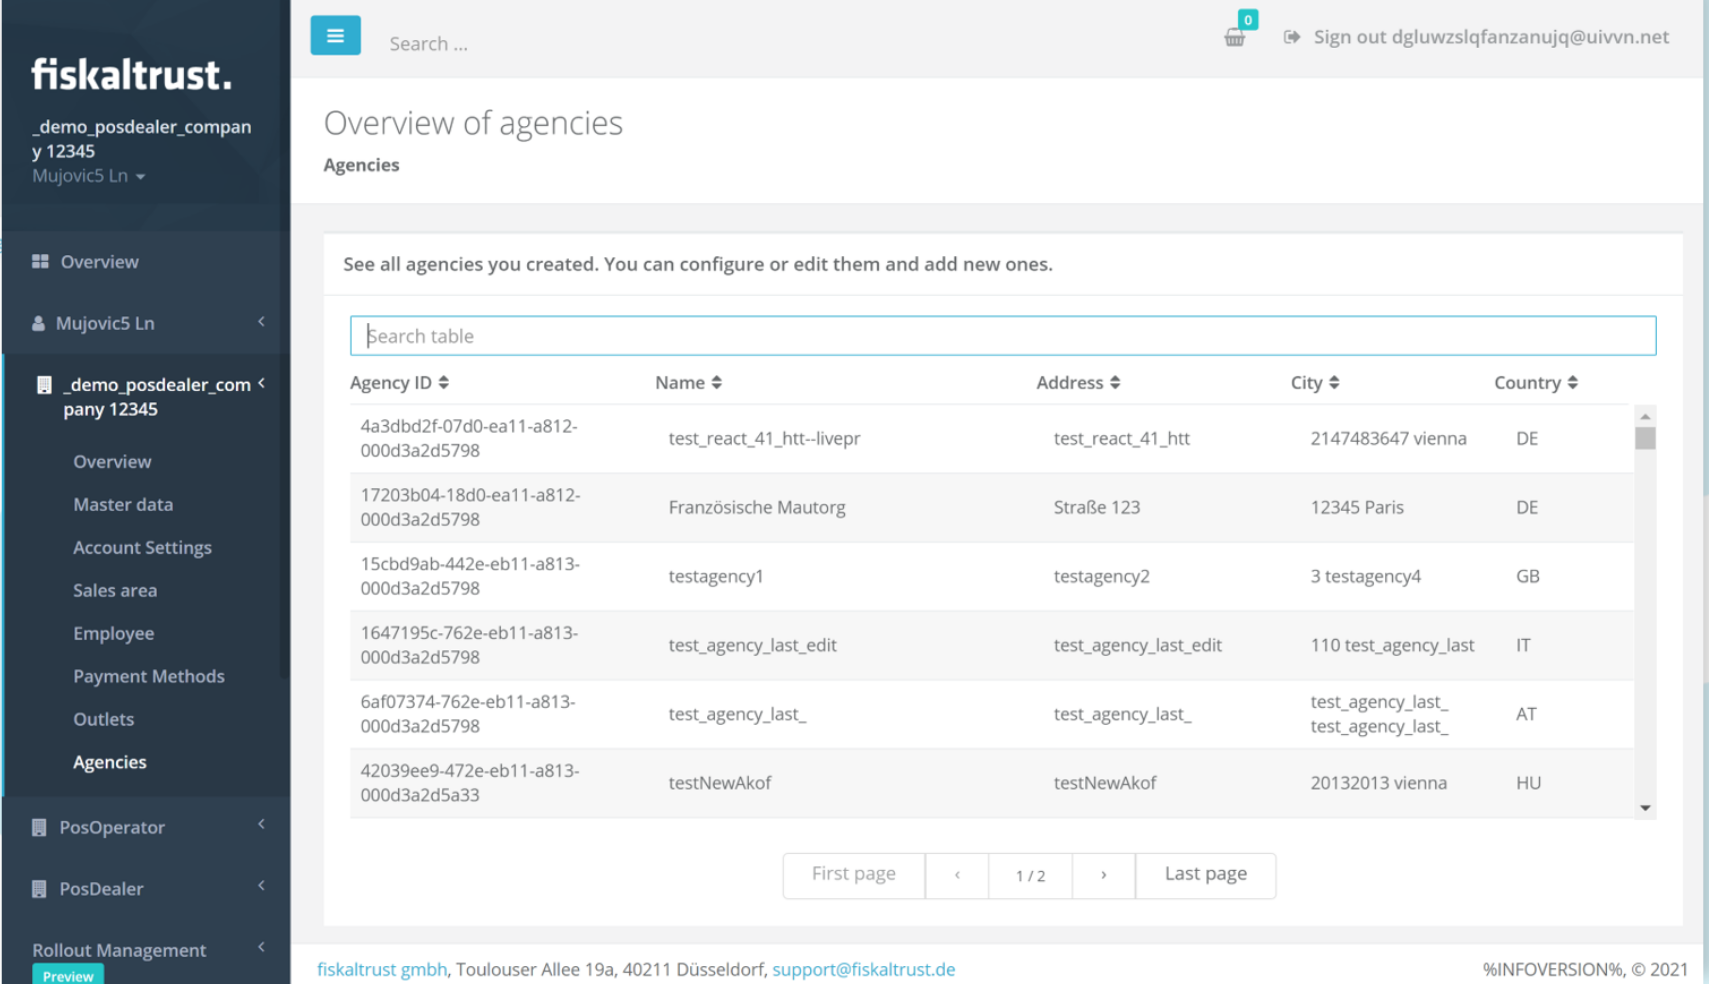 fiskaltrust.
_demo_posdealer_compan
y 12345
Mujovic5 Ln
Overview
Mujovic5 Ln
_demo_posdealer_com
pany 12345
Overview
Master data
Account Settings
Sales area
Employee
Payment Methods
Outlets
Agencies
PosOperator
PosDealer
Rollout Management
Preview
Search ...
0
Sign out dgluwzslqfanzanujq@uivvn.net
Overview of agencies
Agencies
See all agencies you created. You can configure or edit them and add new ones.
Search table
Agency ID Name Address City Country
4a3dbd2f-07d0-ea11-a812-
000d3a2d5798
test_react_41_htt--livepr
test_react_41_htt
2147483647 vienna
DE
17203b04-18d0-ea11-a812-
000d3a2d5798
Französische Mautorg
Straße 123
12345 Paris
DE
15cbd9ab-442e-eb11-a813-
000d3a2d5798
testagency1
testagency2
3 testagency4
GB
1647195c-762e-eb11-a813-
000d3a2d5798
test_agency_last_edit
test_agency_last_edit
110 test_agency_last
IT
6af07374-762e-eb11-a813-
000d3a2d5798
test_agency_last_
test_agency_last_
test_agency_last_
test_agency_last_
AT
42039ee9-472e-eb11-a813-
000d3a2d5a33
testNewAkof
testNewAkof
20132013 vienna
HU
First page ‹ 1 / 2 › Last page
fiskaltrust gmbh, Toulouser Allee 19a, 40211 Düsseldorf, support@fiskaltrust.de
%INFOVERSION%, © 2021